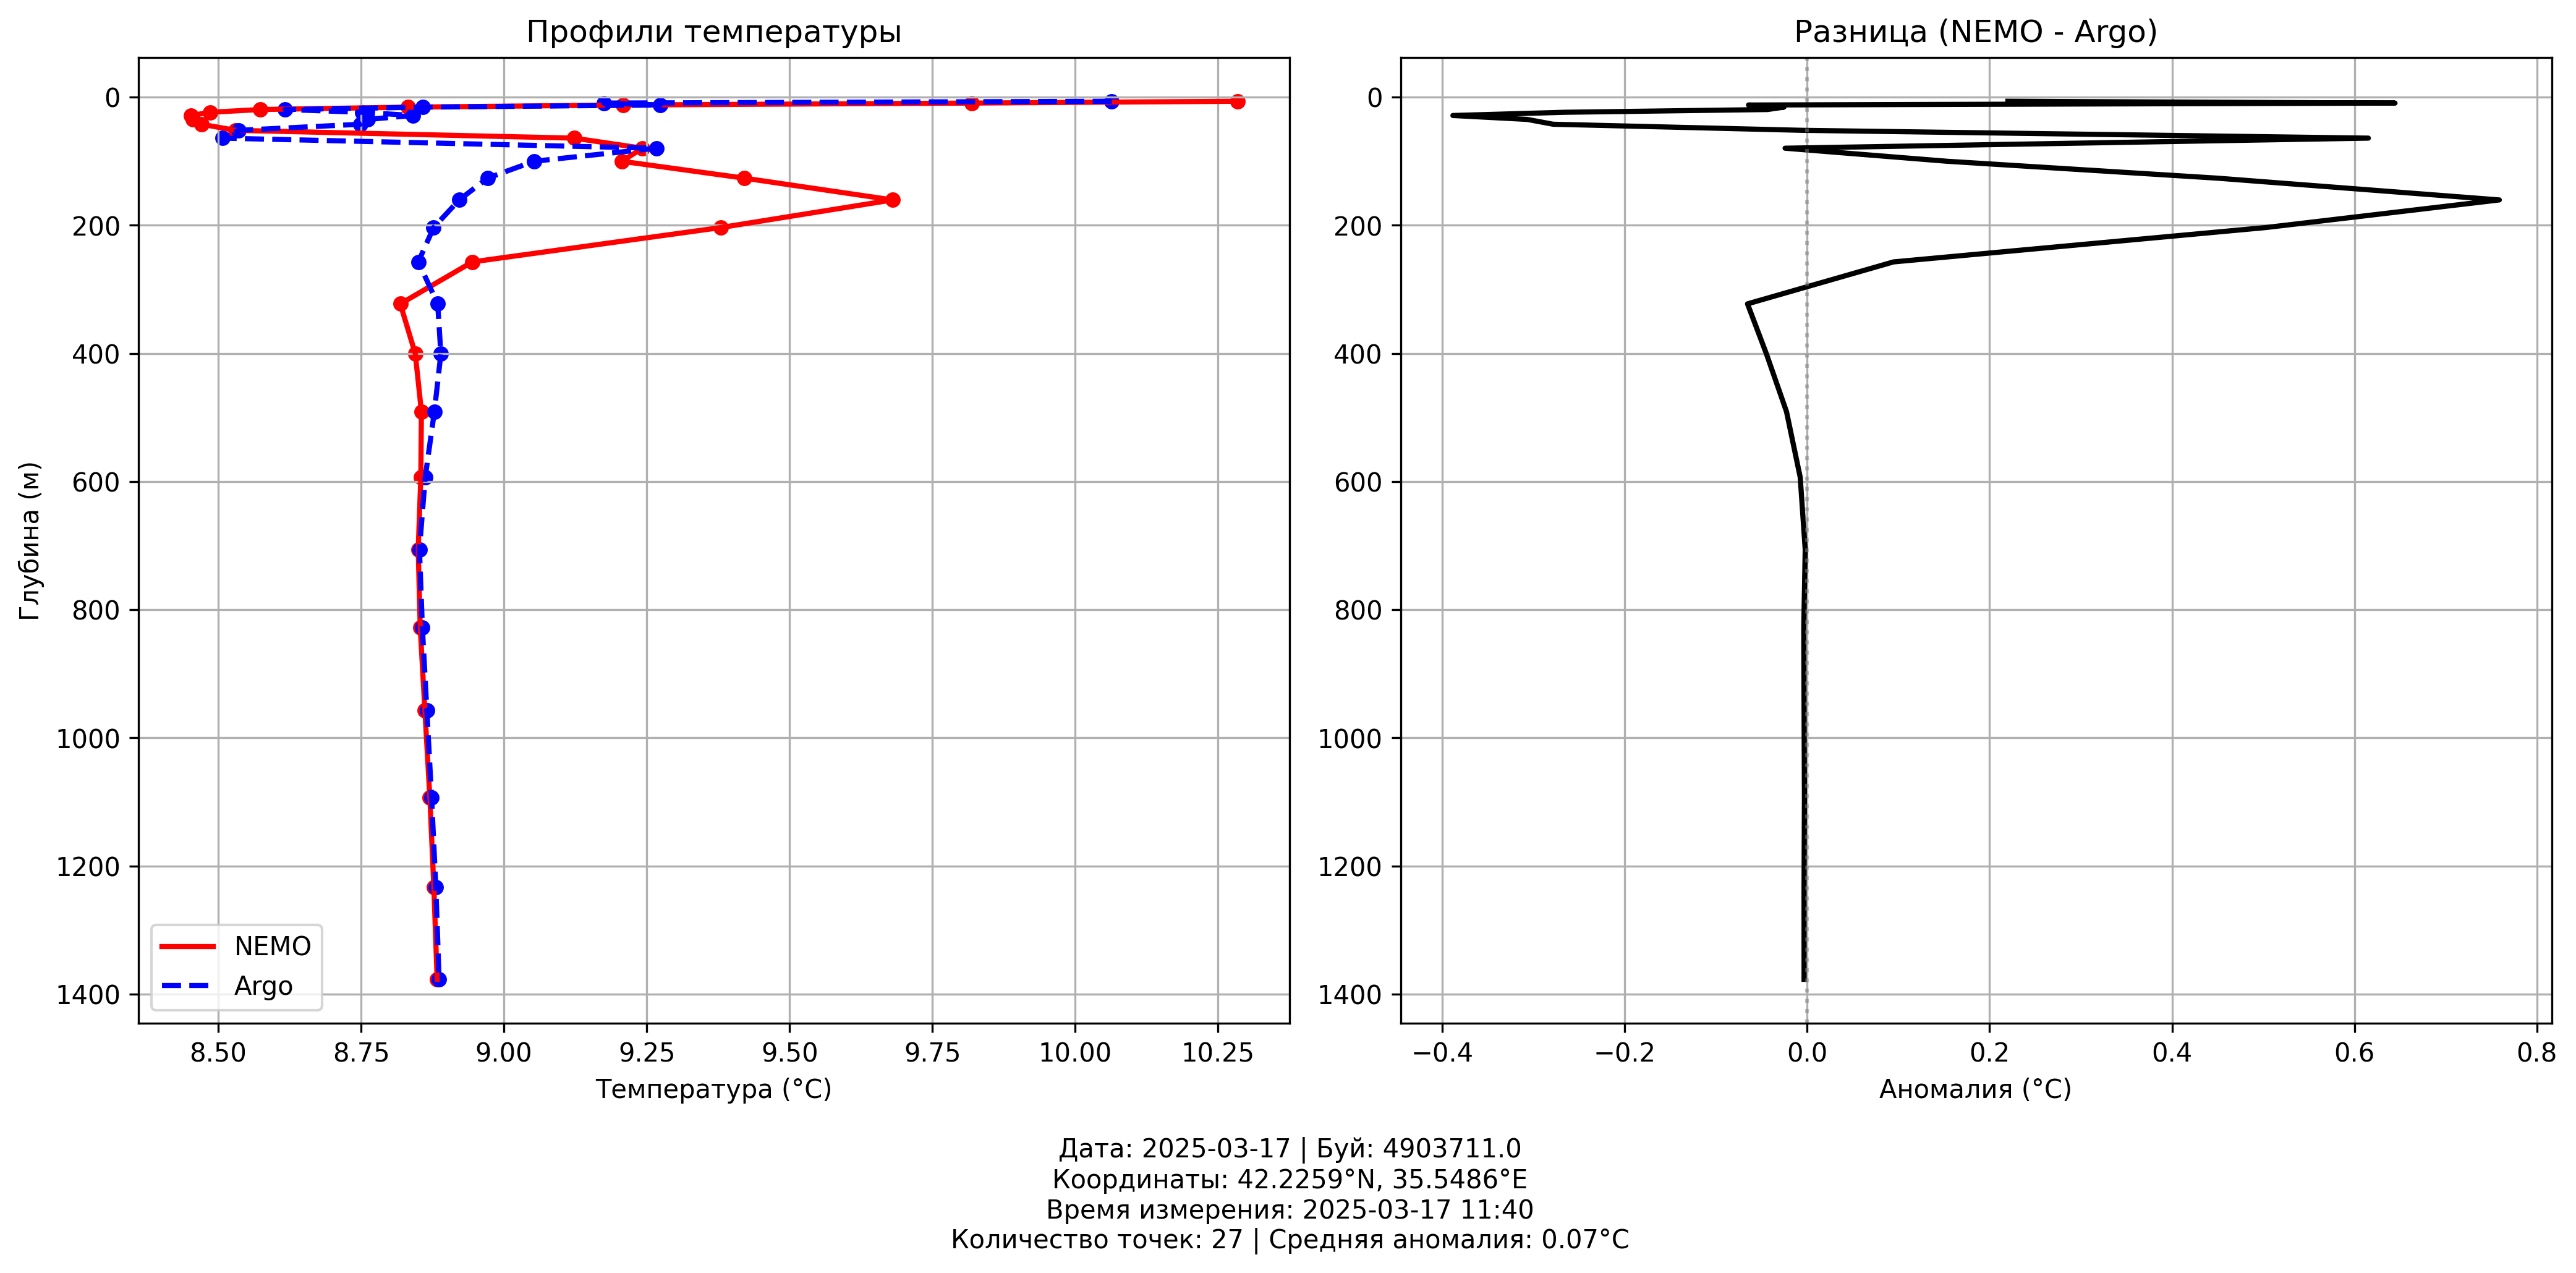 Профили температуры
Глубина (м)
0
200
400
600
800
1000
1200
1400
NEMO
Argo
8.50 8.75 9.00 9.25 9.50 9.75 10.00 10.25
Температура (°C)
Разница (NEMO - Argo)
0
200
400
600
800
1000
1200
1400
−0.4 −0.2 0.0 0.2 0.4 0.6 0.8
Аномалия (°C)
Дата: 2025-03-17 | Буй: 4903711.0
Координаты: 42.2259°N, 35.5486°E
Время измерения: 2025-03-17 11:40
Количество точек: 27 | Средняя аномалия: 0.07°C